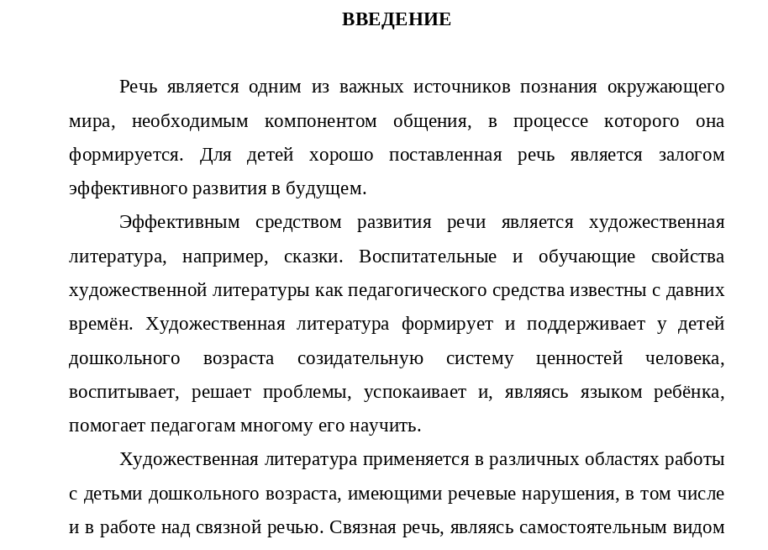 ВВЕДЕНИЕ
Речь является одним из важных источников познания окружающего
мира, необходимым компонентом общения, в процессе которого она
формируется. Для детей хорошо поставленная речь является залогом
эффективного развития в будущем.
Эффективным средством развития речи является художественная
литература, например, сказки. Воспитательные и обучающие свойства
художественной литературы как педагогического средства известны с давних
времён. Художественная литература формирует и поддерживает у детей
дошкольного возраста созидательную систему ценностей человека,
воспитывает, решает проблемы, успокаивает и, являясь языком ребёнка,
помогает педагогам многому его научить.
Художественная литература применяется в различных областях работы
с детьми дошкольного возраста, имеющими речевые нарушения, в том числе
и в работе над связной речью. Связная речь, являясь самостоятельным видом